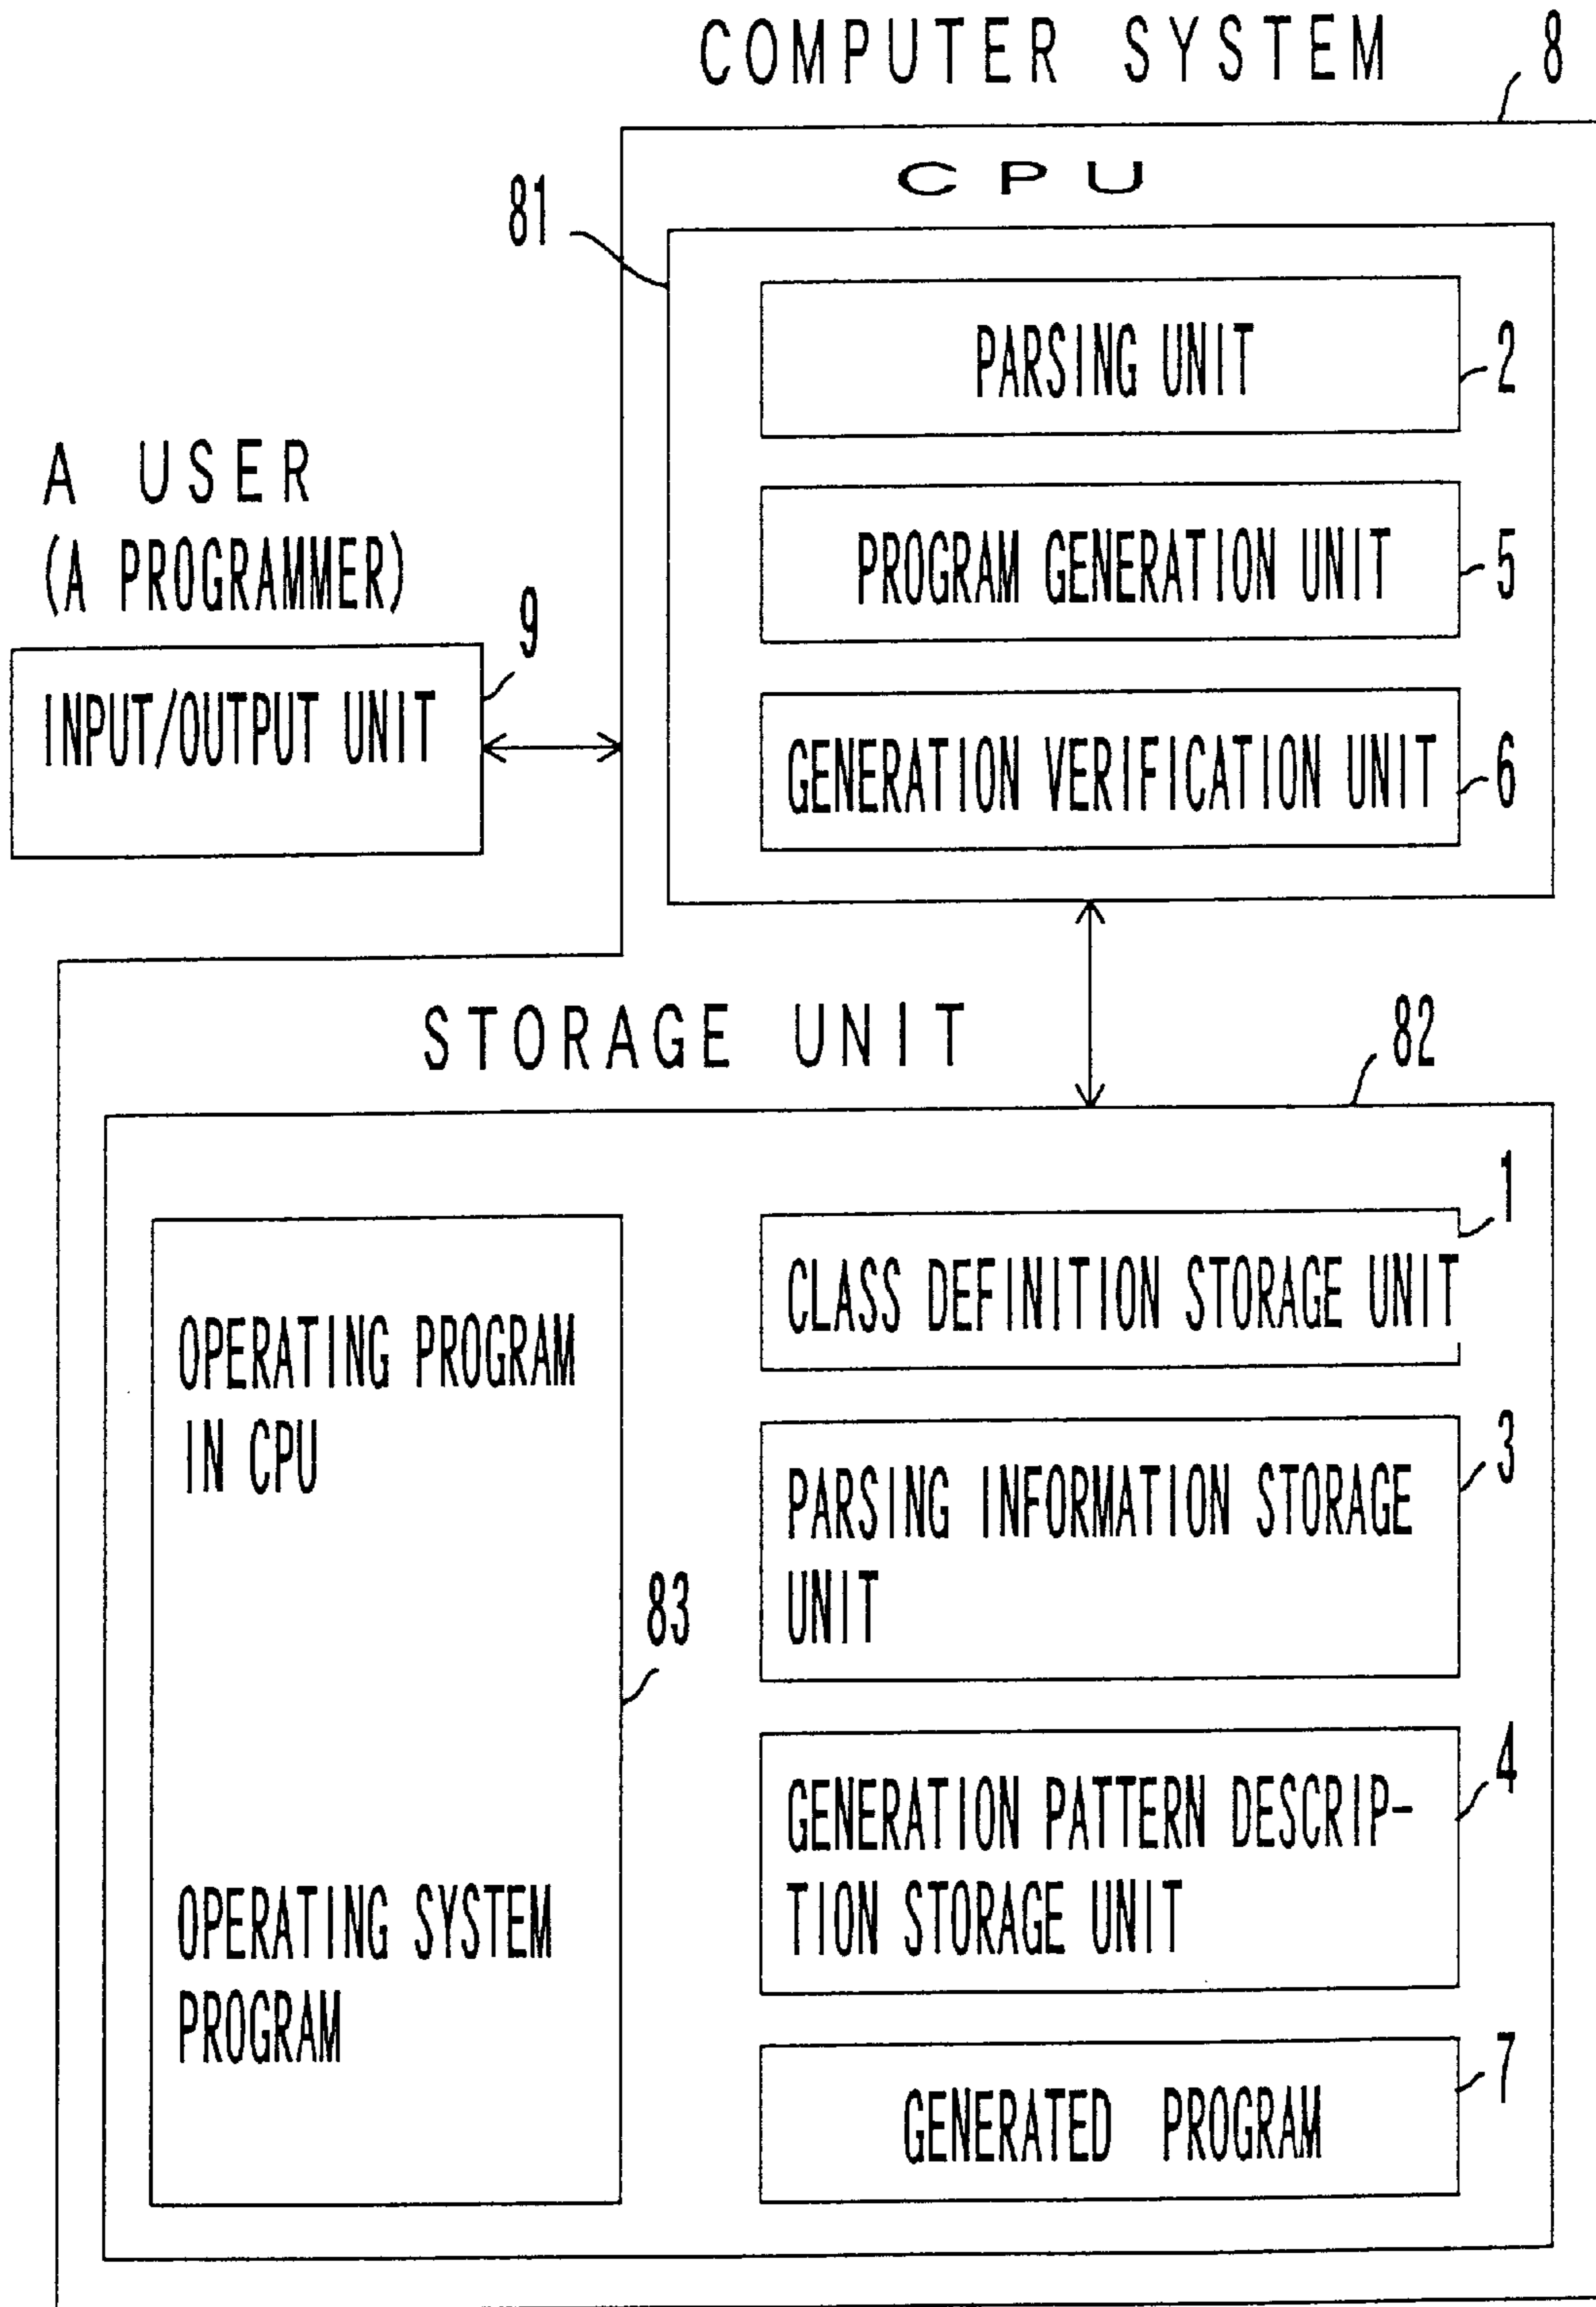 COMPUTER SYSTEM
8
CPU
81
PARSING UNIT
2
A USER
(A PROGRAMMER)
PROGRAM GENERATION UNIT
5
9
INPUT/OUTPUT UNIT
GENERATION VERIFICATION UNIT
6
STORAGE UNIT
82
1
CLASS DEFINITION STORAGE UNIT
OPERATING PROGRAM
IN CPU
3
PARSING INFORMATION STORAGE
UNIT
83
4
GENERATION PATTERN DESCRIP-
TION STORAGE UNIT
OPERATING SYSTEM
PROGRAM
7
GENERATED PROGRAM